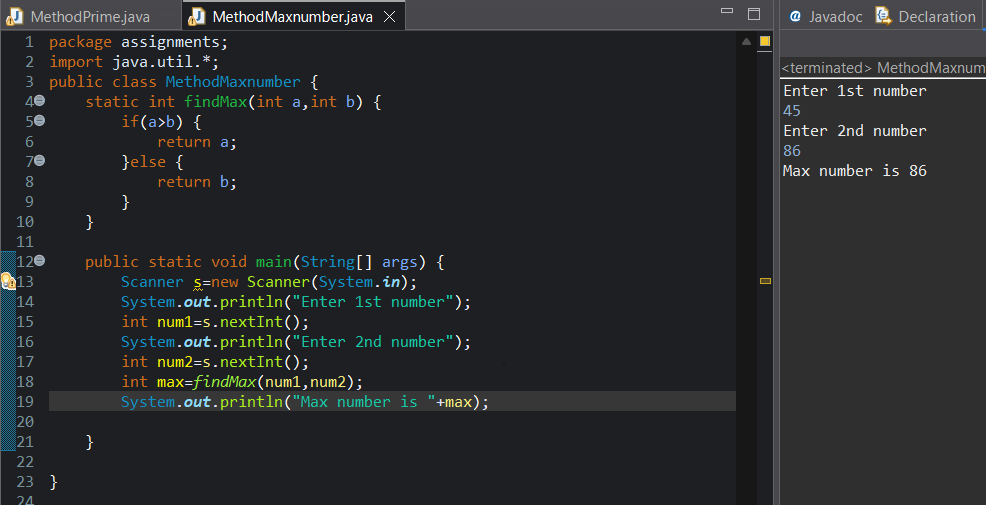 MethodPrime.java
MethodMaxnumber.java
1 package assignments;
2 import java.util.*;
3 public class MethodMaxnumber {
4     static int findMax(int a,int b) {
5         if(a>b) {
6             return a;
7         }else {
8             return b;
9         }
10     }
11
12     public static void main(String[] args) {
13         Scanner s=new Scanner(System.in);
14         System.out.println("Enter 1st number");
15         int num1=s.nextInt();
16         System.out.println("Enter 2nd number");
17         int num2=s.nextInt();
18         int max=findMax(num1,num2);
19         System.out.println("Max number is "+max);
20
21     }
22
23 }
24
@ Javadoc
Declaration
<terminated> MethodMaxnum
Enter 1st number
45
Enter 2nd number
86
Max number is 86